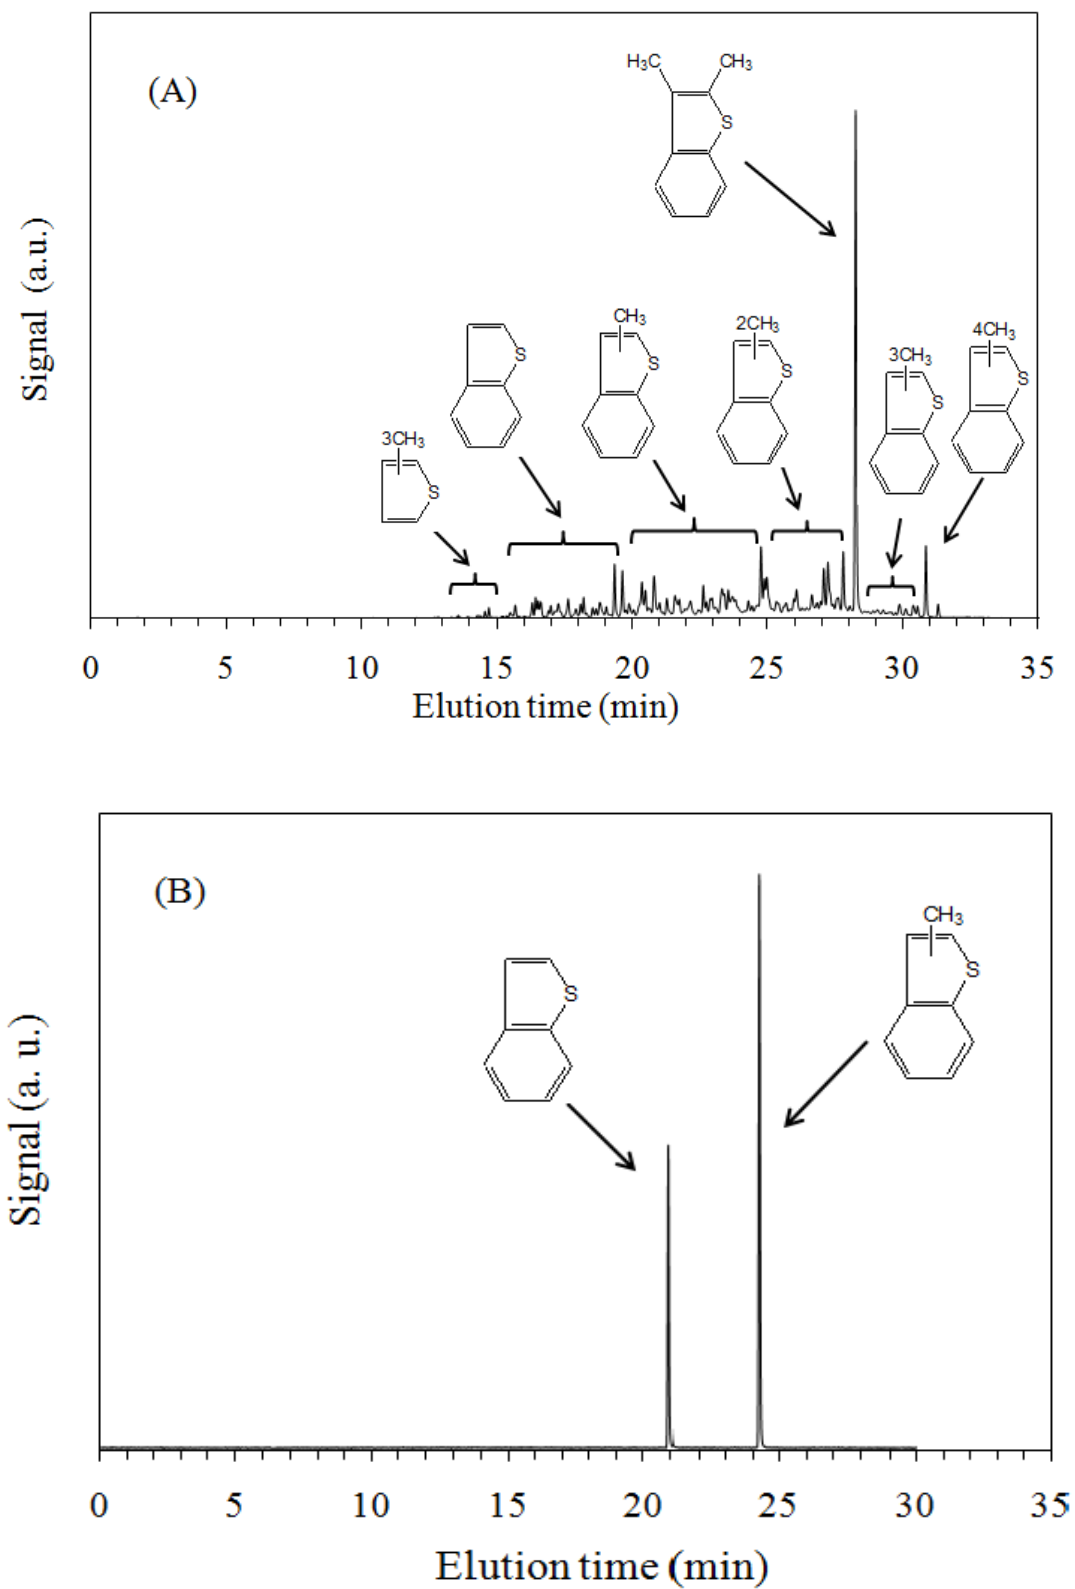 (A)
H₃C CH₃
S
Signal (a.u.)
S
CH₃
S
2CH₃
S
3CH₃
S
4CH₃
S
3CH₃
S
0 5 10 15 20 25 30 35
Elution time (min)
(B)
Signal (a. u.)
S
CH₃
S
0 5 10 15 20 25 30 35
Elution time (min)